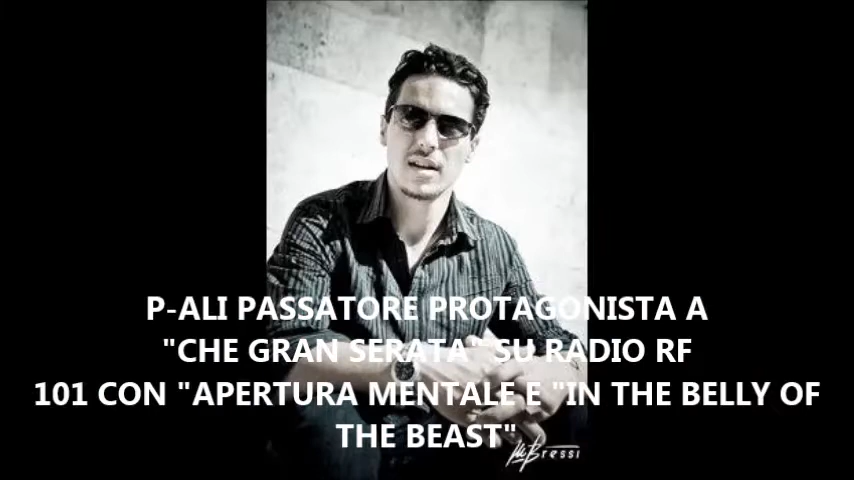 P-ALI PASSATORE PROTAGONISTA A
"CHE GRAN SERATA" SU RADIO RF
101 CON "APERTURA MENTALE E "IN THE BELLY OF
THE BEAST"
MBressi